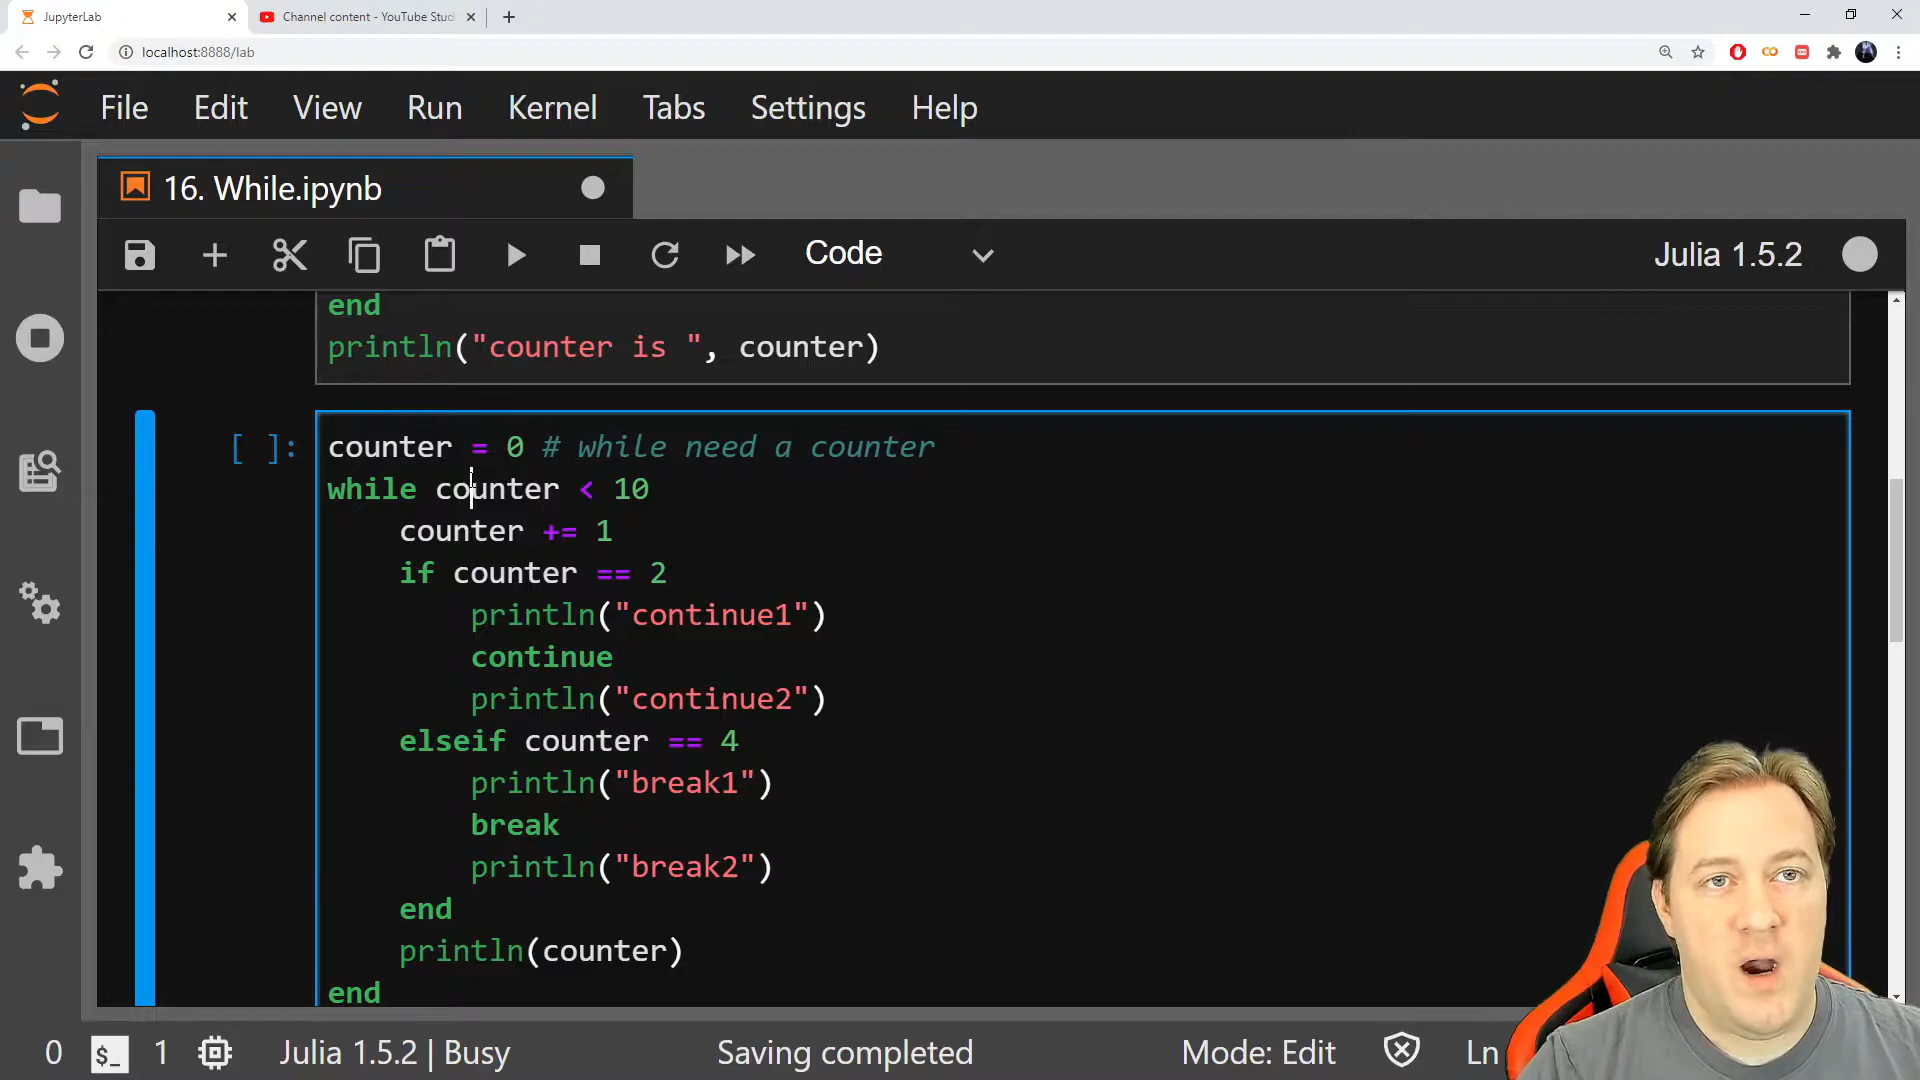 JupyterLab
Channel content - YouTube Stud
localhost:8888/lab
File Edit View Run Kernel Tabs Settings Help
16. While.ipynb
Code
Julia 1.5.2
end
println("counter is ", counter)
[ ]:
counter = 0 # while need a counter
while counter < 10
counter += 1
if counter == 2
println("continue1")
continue
println("continue2")
elseif counter == 4
println("break1")
break
println("break2")
end
println(counter)
end
0 $_ 1 Julia 1.5.2 | Busy Saving completed Mode: Edit Ln